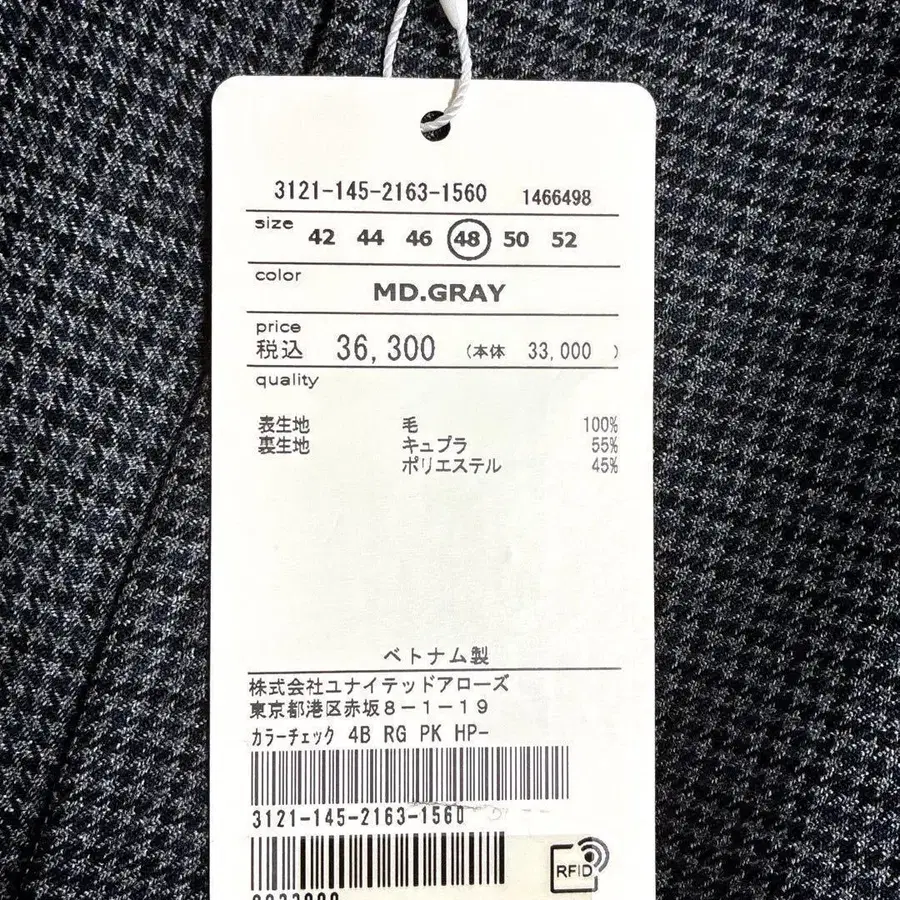 3121-145-2163-1560 1466498
size 42 44 46 48 50 52
color
MD.GRAY
price
税込 36,300 (本体 33,000 )
quality
表生地 毛 100%
裏生地 キュプラ 55%
ポリエステル 45%
ベトナム製
株式会社ユナイテッドアローズ
東京都港区赤坂8-1-19
カラーチェック 4B RG PK HP-
3121-145-2163-1560
RFID